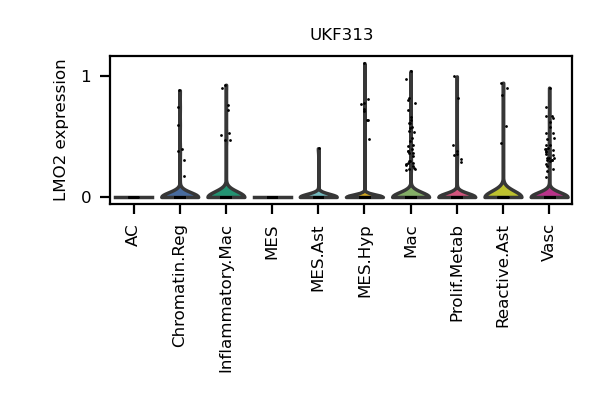 UKF313
LMO2 expression
1
0
AC
Chromatin.Reg
Inflammatory.Mac
MES
MES.Ast
MES.Hyp
Mac
Prolif.Metab
Reactive.Ast
Vasc